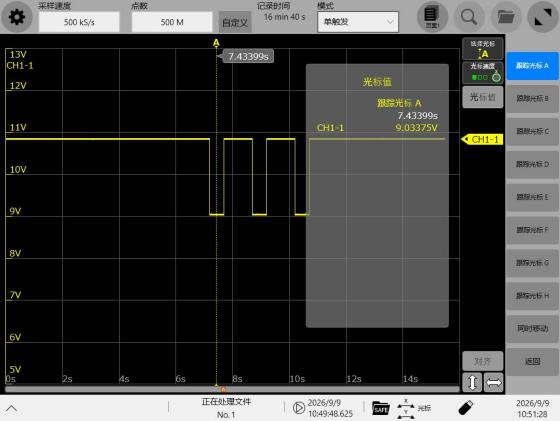 采样速度
点数
记录时间
模式
500 kS/s
500 M
自定义
16 min 40 s
单触发
页面1
A
7.43399s
13V
CH1-1
12V
11V
10V
9V
8V
7V
6V
5V
0s
2s
4s
6s
8s
10s
12s
14s
光标值
跟踪光标 A
7.43399s
CH1-1
9.03375V
CH1-1
选择光标
A
光标速度
光标值
对齐
跟踪光标 A
跟踪光标 B
跟踪光标 C
跟踪光标 D
跟踪光标 E
跟踪光标 F
跟踪光标 G
跟踪光标 H
同时移动
返回
正在处理文件
No. 1
2026/9/9
10:49:48.625
SAFE
X
Y
光标
2026/9/9
10:51:28